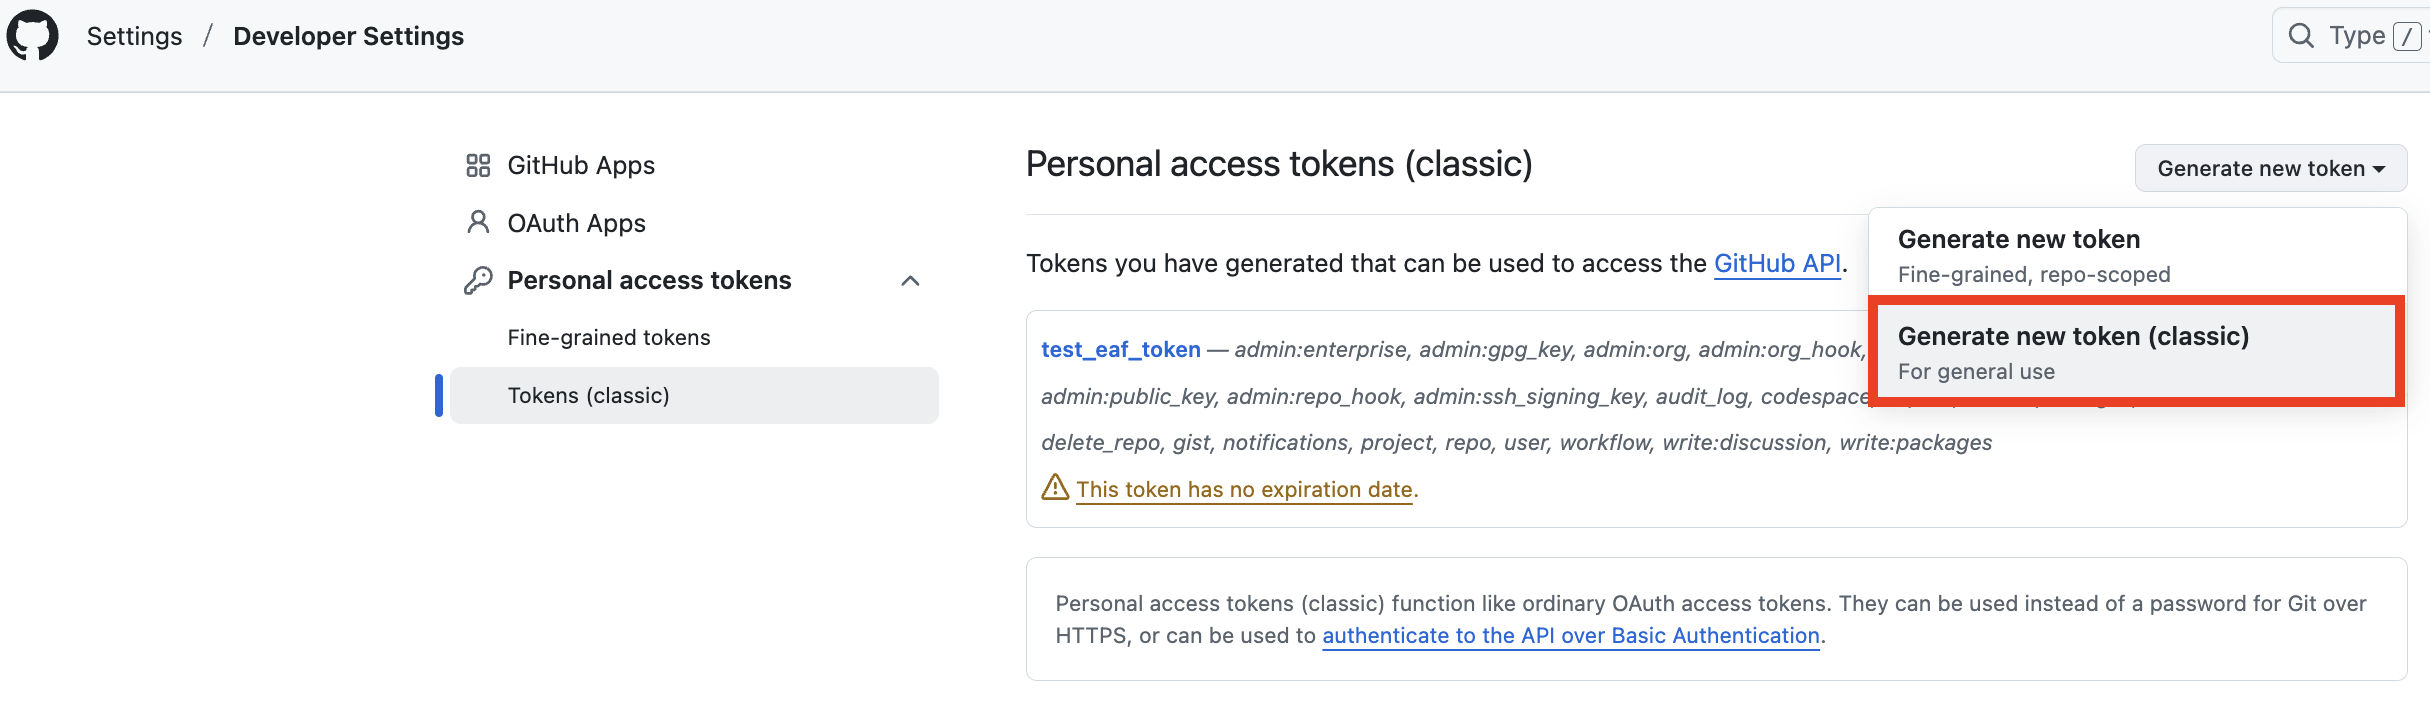 Settings / Developer Settings
Type /
GitHub Apps
OAuth Apps
Personal access tokens
Fine-grained tokens
Tokens (classic)
Personal access tokens (classic)
Generate new token
Generate new token
Fine-grained, repo-scoped
Generate new token (classic)
For general use
Tokens you have generated that can be used to access the GitHub API.
test_eaf_token — admin:enterprise, admin:gpg_key, admin:org, admin:org_hook,
admin:public_key, admin:repo_hook, admin:ssh_signing_key, audit_log, codespace,
delete_repo, gist, notifications, project, repo, user, workflow, write:discussion, write:packages
This token has no expiration date.
Personal access tokens (classic) function like ordinary OAuth access tokens. They can be used instead of a password for Git over
HTTPS, or can be used to authenticate to the API over Basic Authentication.